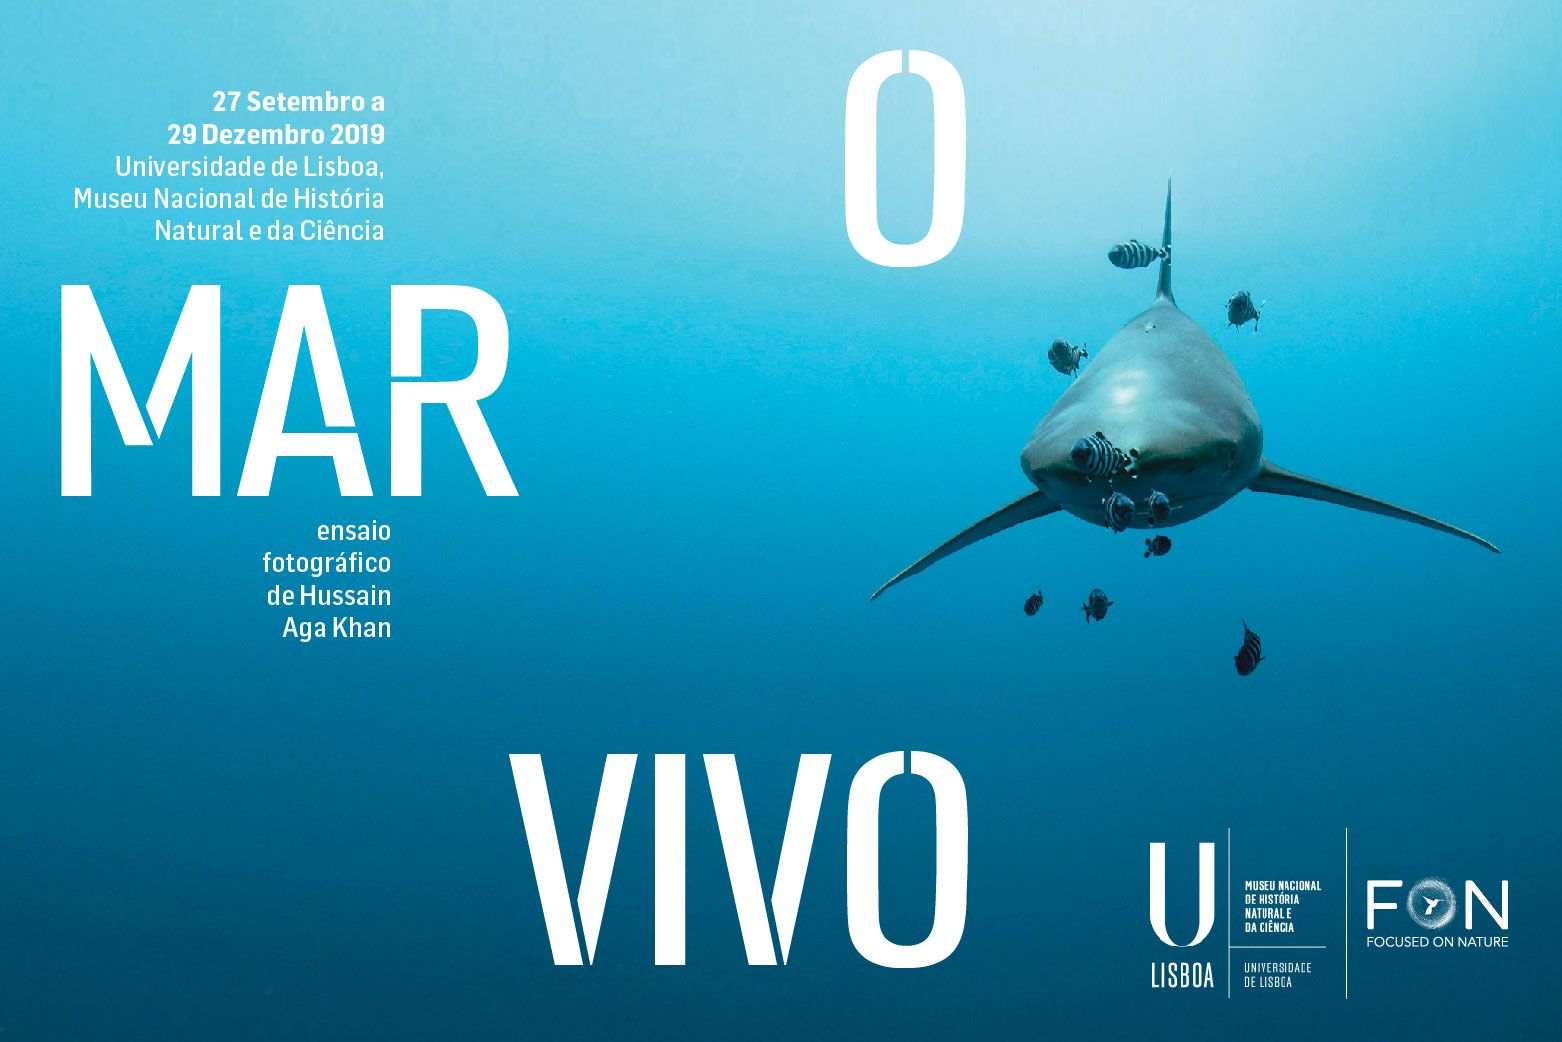 27 Setembro a
29 Dezembro 2019
Universidade de Lisboa,
Museu Nacional de História
Natural e da Ciência
O
MAR
ensaio
fotográfico
de Hussain
Aga Khan
VIVO
U
LISBOA
MUSEU NACIONAL
DE HISTÓRIA
NATURAL E
DA CIÊNCIA
UNIVERSIDADE
DE LISBOA
FON
FOCUSED ON NATURE